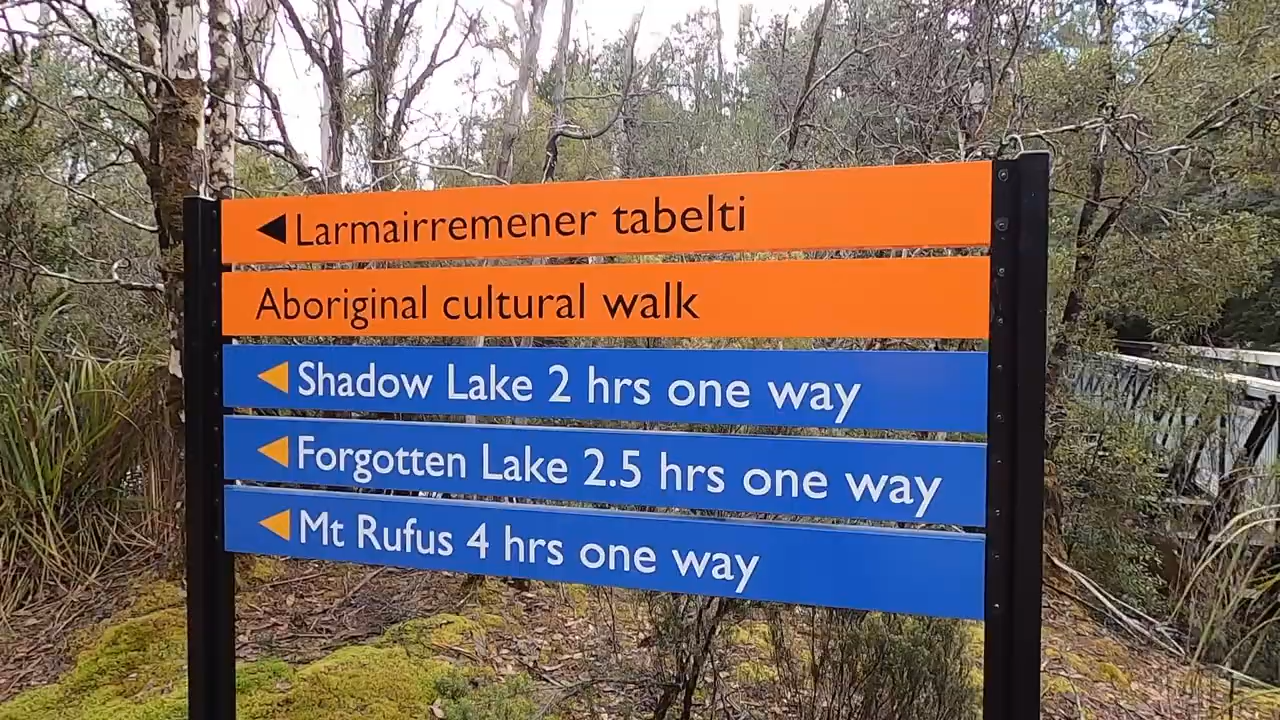 Larmairremener tabelti
Aboriginal cultural walk
Shadow Lake 2 hrs one way
Forgotten Lake 2.5 hrs one way
Mt Rufus 4 hrs one way